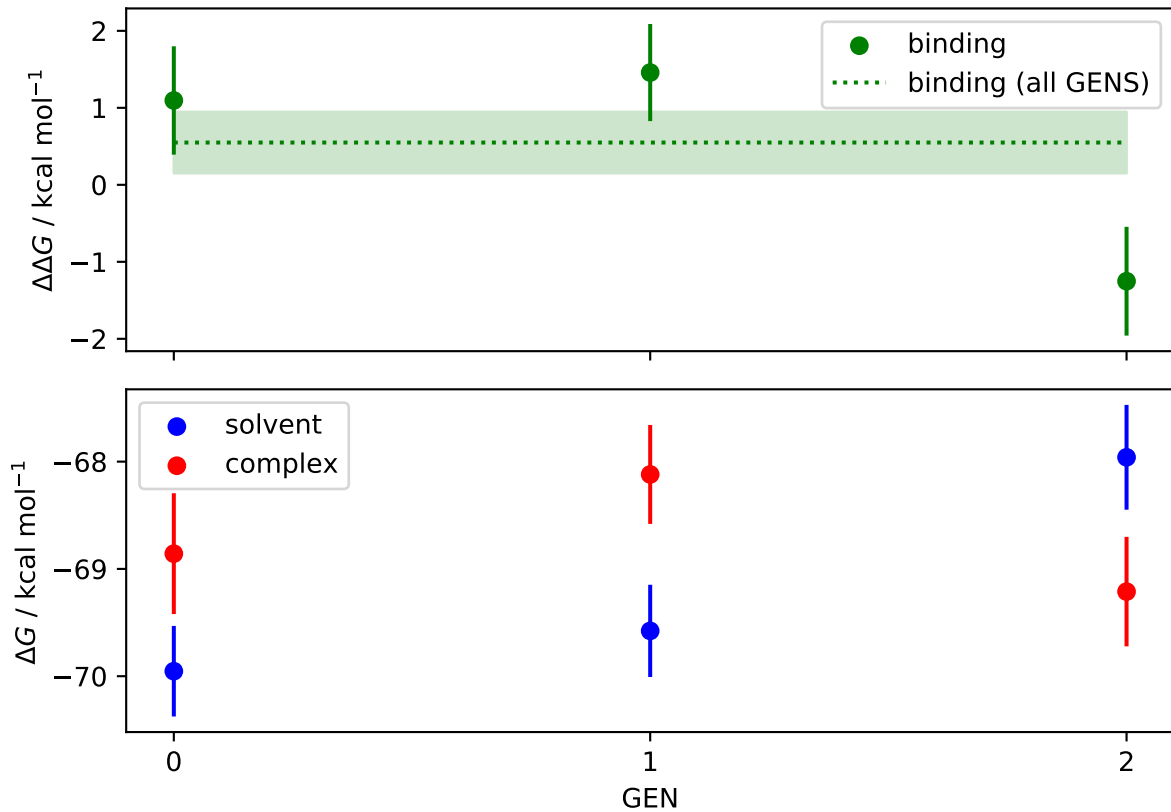 2
1
0
−1
−2
ΔΔG / kcal mol⁻¹
binding
binding (all GENS)
−68
−69
−70
ΔG / kcal mol⁻¹
solvent
complex
0
1
2
GEN